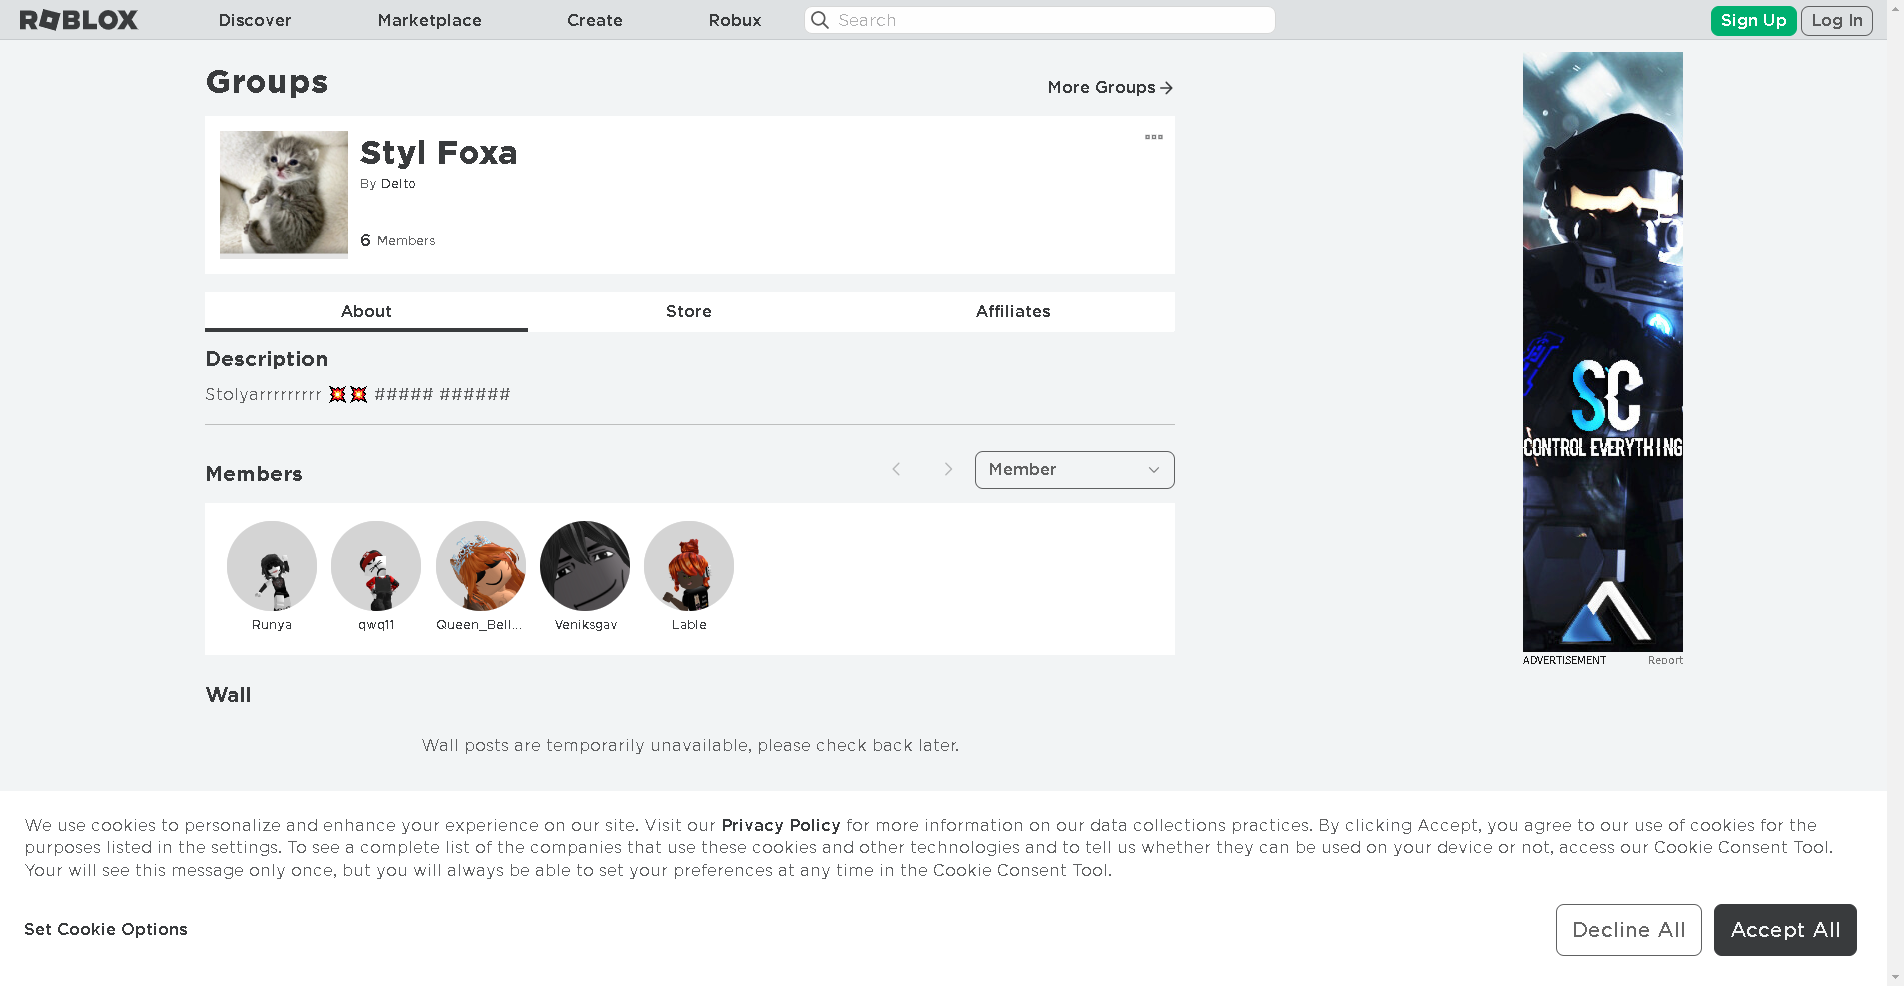 ROBLOX Discover Marketplace Create Robux Search Sign Up Log In
Groups
More Groups
Styl Foxa
By Delto
6 Members
About Store Affiliates
Description
Stolyarrrrrrrrr 💥💥 ##### ######
Members
Member
Runya qwq11 Queen_Bell... Veniksgav Lable
Wall
Wall posts are temporarily unavailable, please check back later.
SC
CONTROL EVERYTHING
ADVERTISEMENT Report
We use cookies to personalize and enhance your experience on our site. Visit our Privacy Policy for more information on our data collections practices. By clicking Accept, you agree to our use of cookies for the
purposes listed in the settings. To see a complete list of the companies that use these cookies and other technologies and to tell us whether they can be used on your device or not, access our Cookie Consent Tool.
Your will see this message only once, but you will always be able to set your preferences at any time in the Cookie Consent Tool.
Set Cookie Options
Decline All Accept All